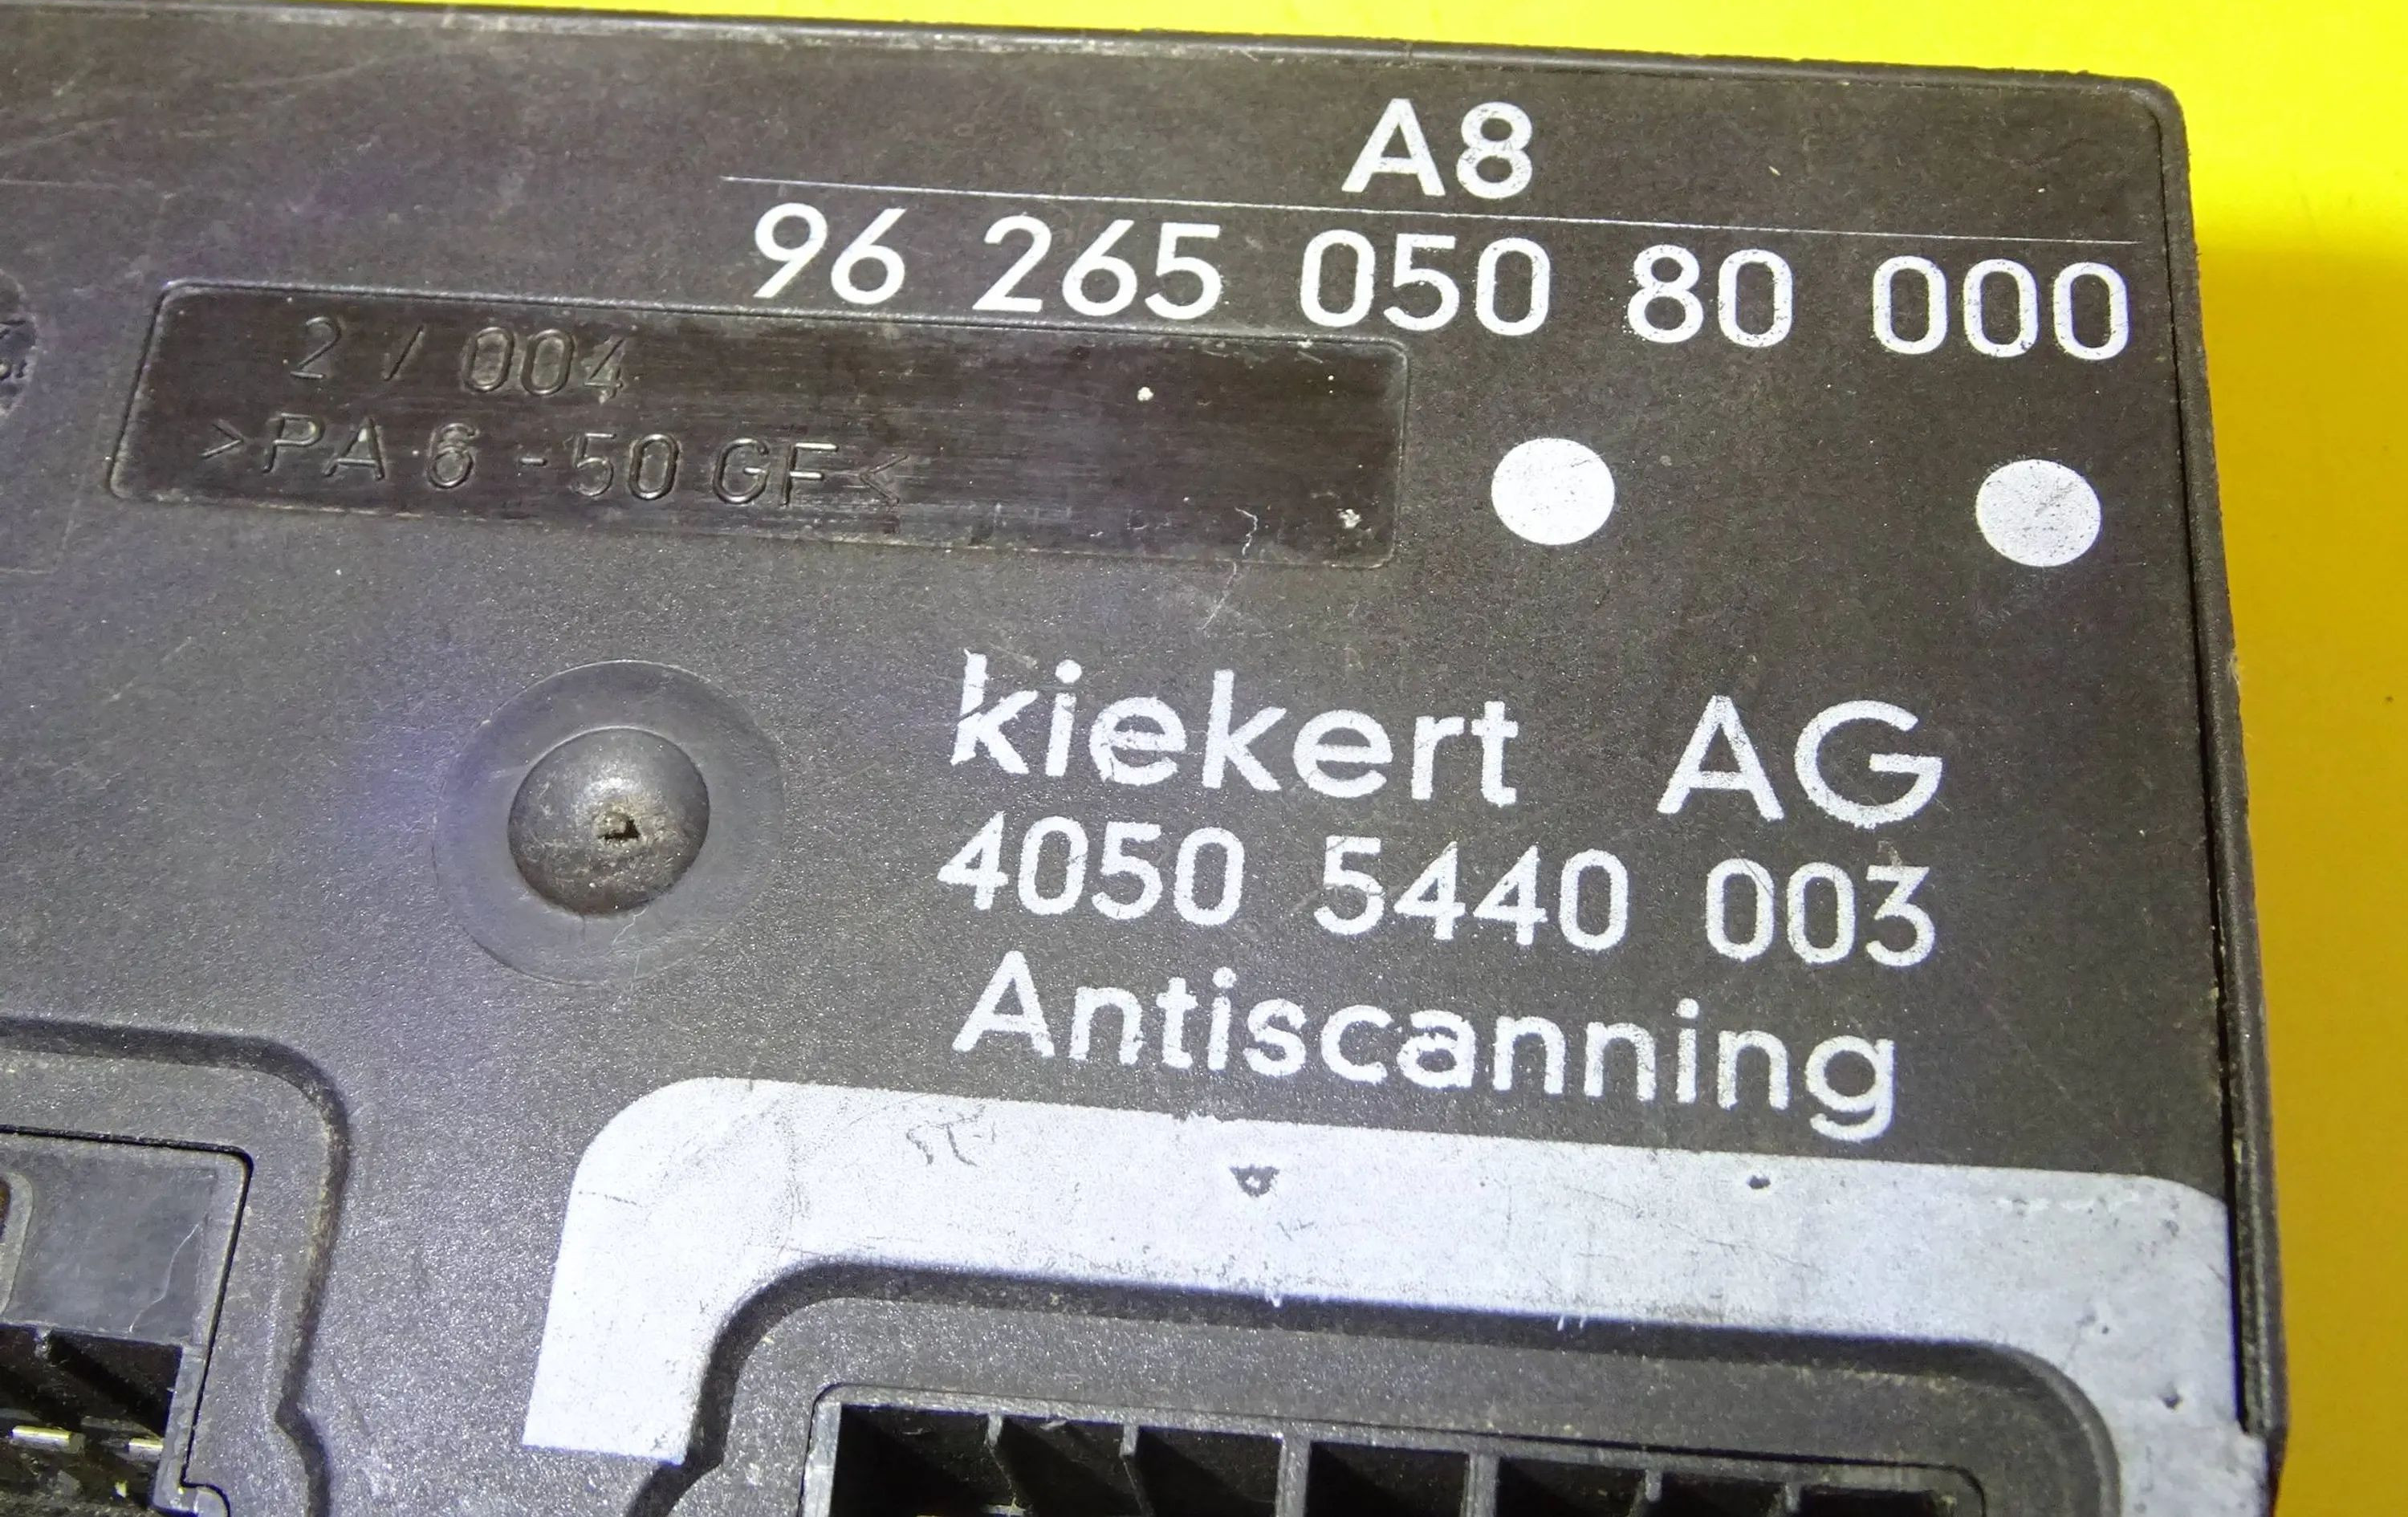 A8
96 265 050 80 000
2 / 004
>PA 6 - 50 GF<
kiekert AG
4050 5440 003
Antiscanning